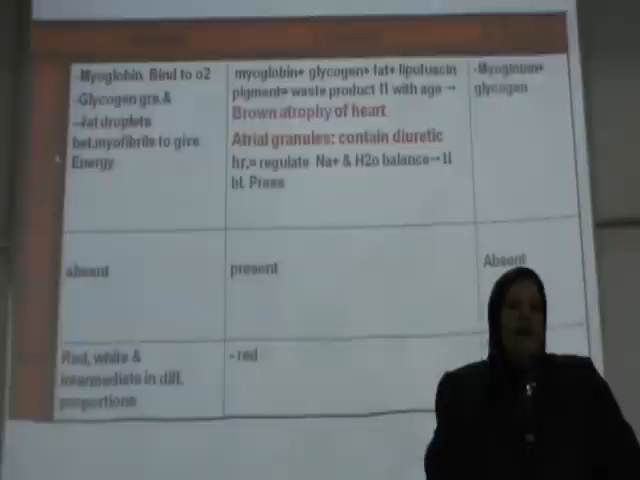 -Myoglobin Bind to o2
-Glycogen gra.&
--fat droplets
bet.myofibrils to give
Energy
myoglobin+ glycogen+ fat+ lipofuscin
pigment= waste product 11 with age→
Brown atrophy of heart
Atrial granules: contain diuretic
hr,= regulate Na+ & H2o balance→ll
bl. Press
-Myoglobin+
glycogen
absent
present
Absent
Red, white &
intermediate in diff.
proportions
- red